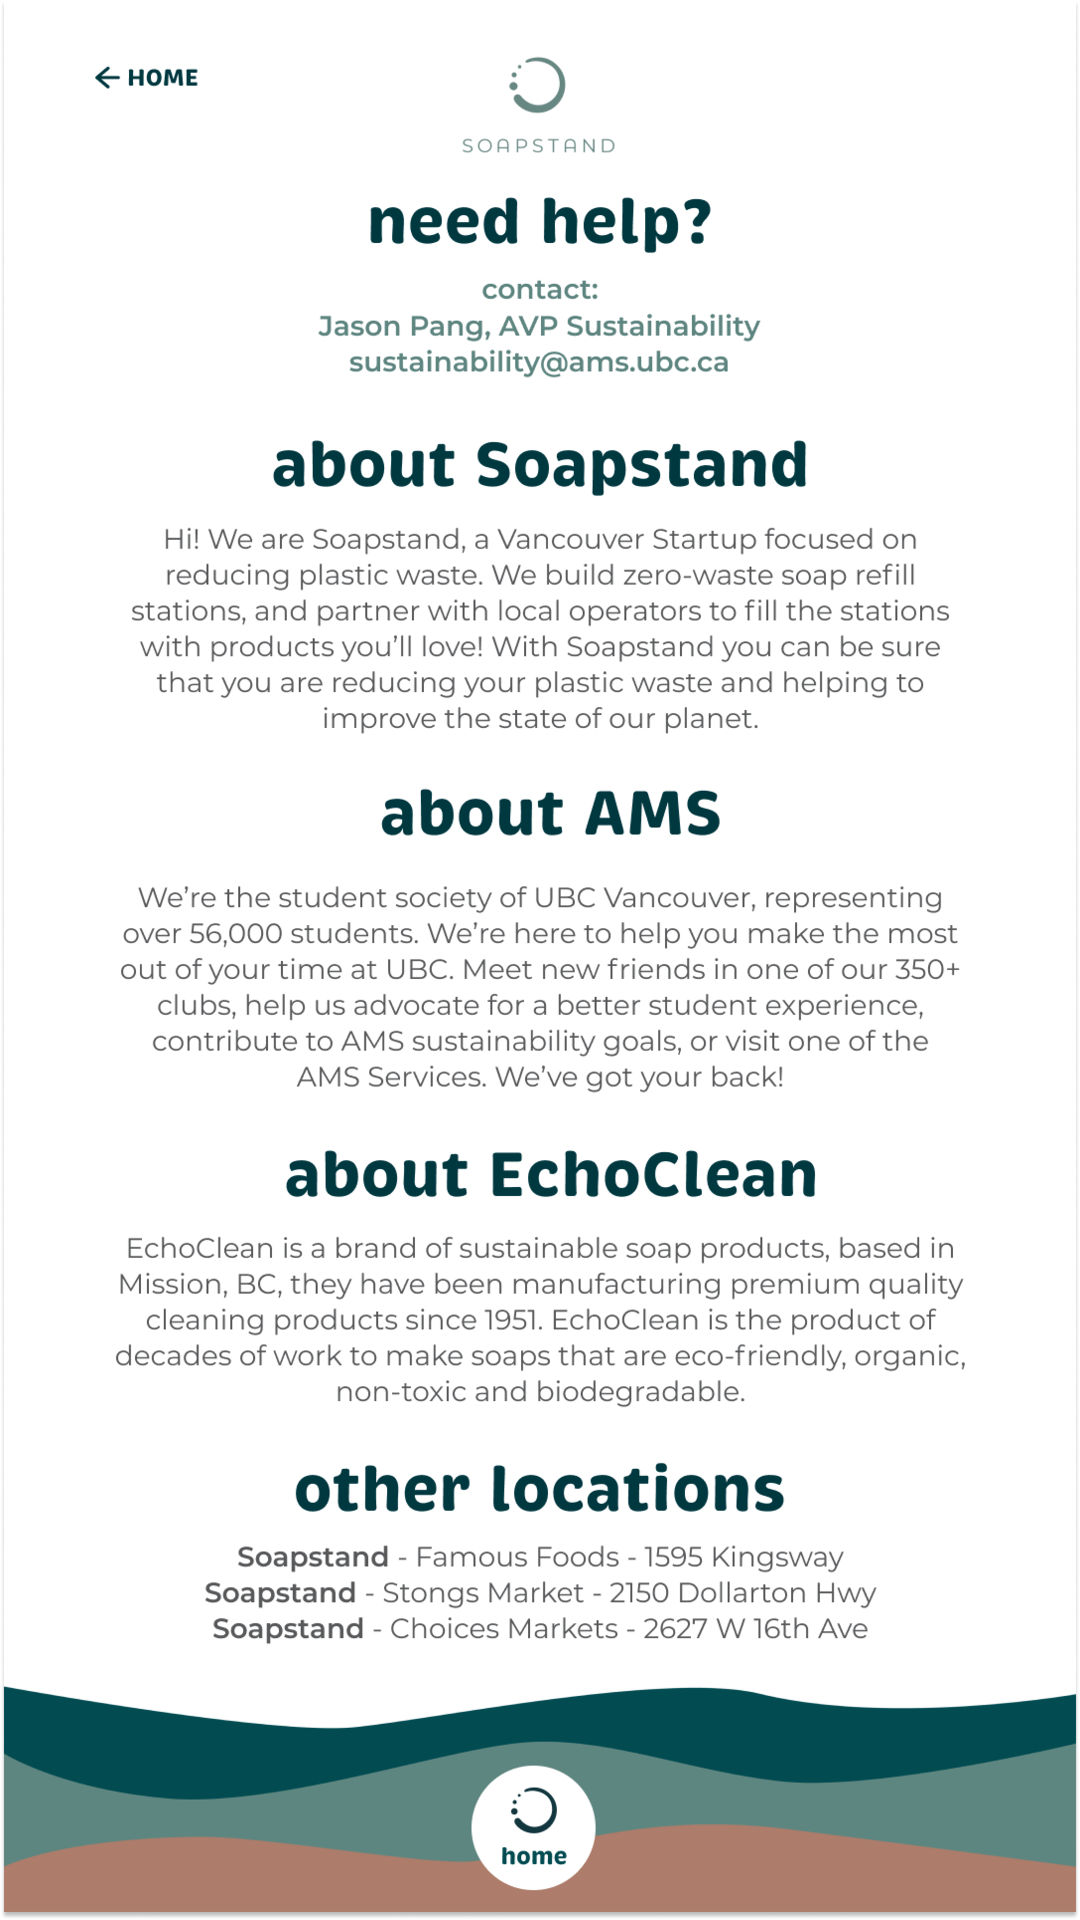 ← HOME
SOAPSTAND
need help?
contact:
Jason Pang, AVP Sustainability
sustainability@ams.ubc.ca
about Soapstand
Hi! We are Soapstand, a Vancouver Startup focused on
reducing plastic waste. We build zero-waste soap refill
stations, and partner with local operators to fill the stations
with products you’ll love! With Soapstand you can be sure
that you are reducing your plastic waste and helping to
improve the state of our planet.
about AMS
We’re the student society of UBC Vancouver, representing
over 56,000 students. We’re here to help you make the most
out of your time at UBC. Meet new friends in one of our 350+
clubs, help us advocate for a better student experience,
contribute to AMS sustainability goals, or visit one of the
AMS Services. We’ve got your back!
about EchoClean
EchoClean is a brand of sustainable soap products, based in
Mission, BC, they have been manufacturing premium quality
cleaning products since 1951. EchoClean is the product of
decades of work to make soaps that are eco-friendly, organic,
non-toxic and biodegradable.
other locations
Soapstand - Famous Foods - 1595 Kingsway
Soapstand - Stongs Market - 2150 Dollarton Hwy
Soapstand - Choices Markets - 2627 W 16th Ave
home